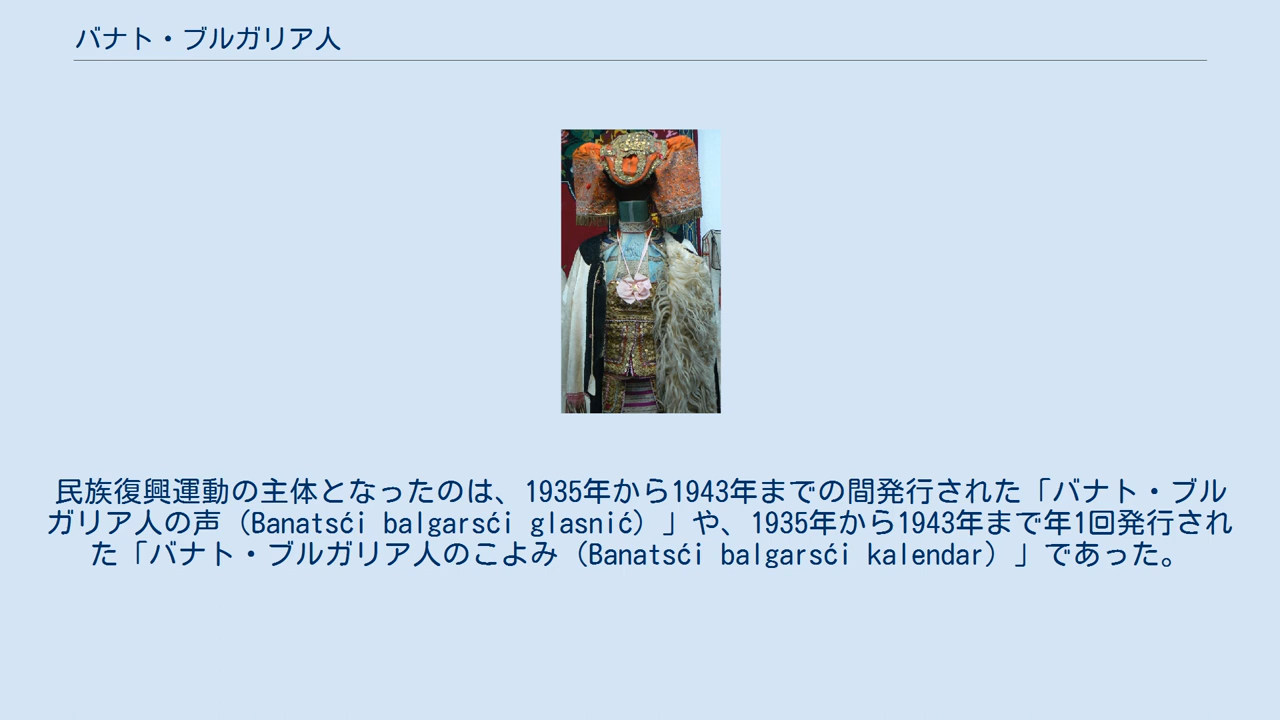 バナト・ブルガリア人
民族復興運動の主体となったのは、1935年から1943年までの間発行された「バナト・ブル
ガリア人の声（Banatsći balgarsći glasnić）」や、1935年から1943年まで年1回発行され
た「バナト・ブルガリア人のこよみ（Banatsći balgarsći kalendar）」であった。